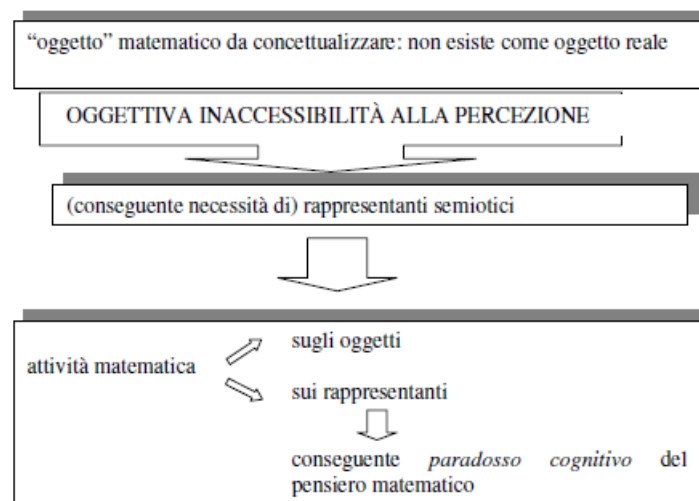 “oggetto” matematico da concettualizzare: non esiste come oggetto reale
OGGETTIVA INACCESSIBILITÀ ALLA PERCEZIONE
(conseguente necessità di) rappresentanti semiotici
sugli oggetti
attività matematica
sui rappresentanti
conseguente paradosso cognitivo del
pensiero matematico